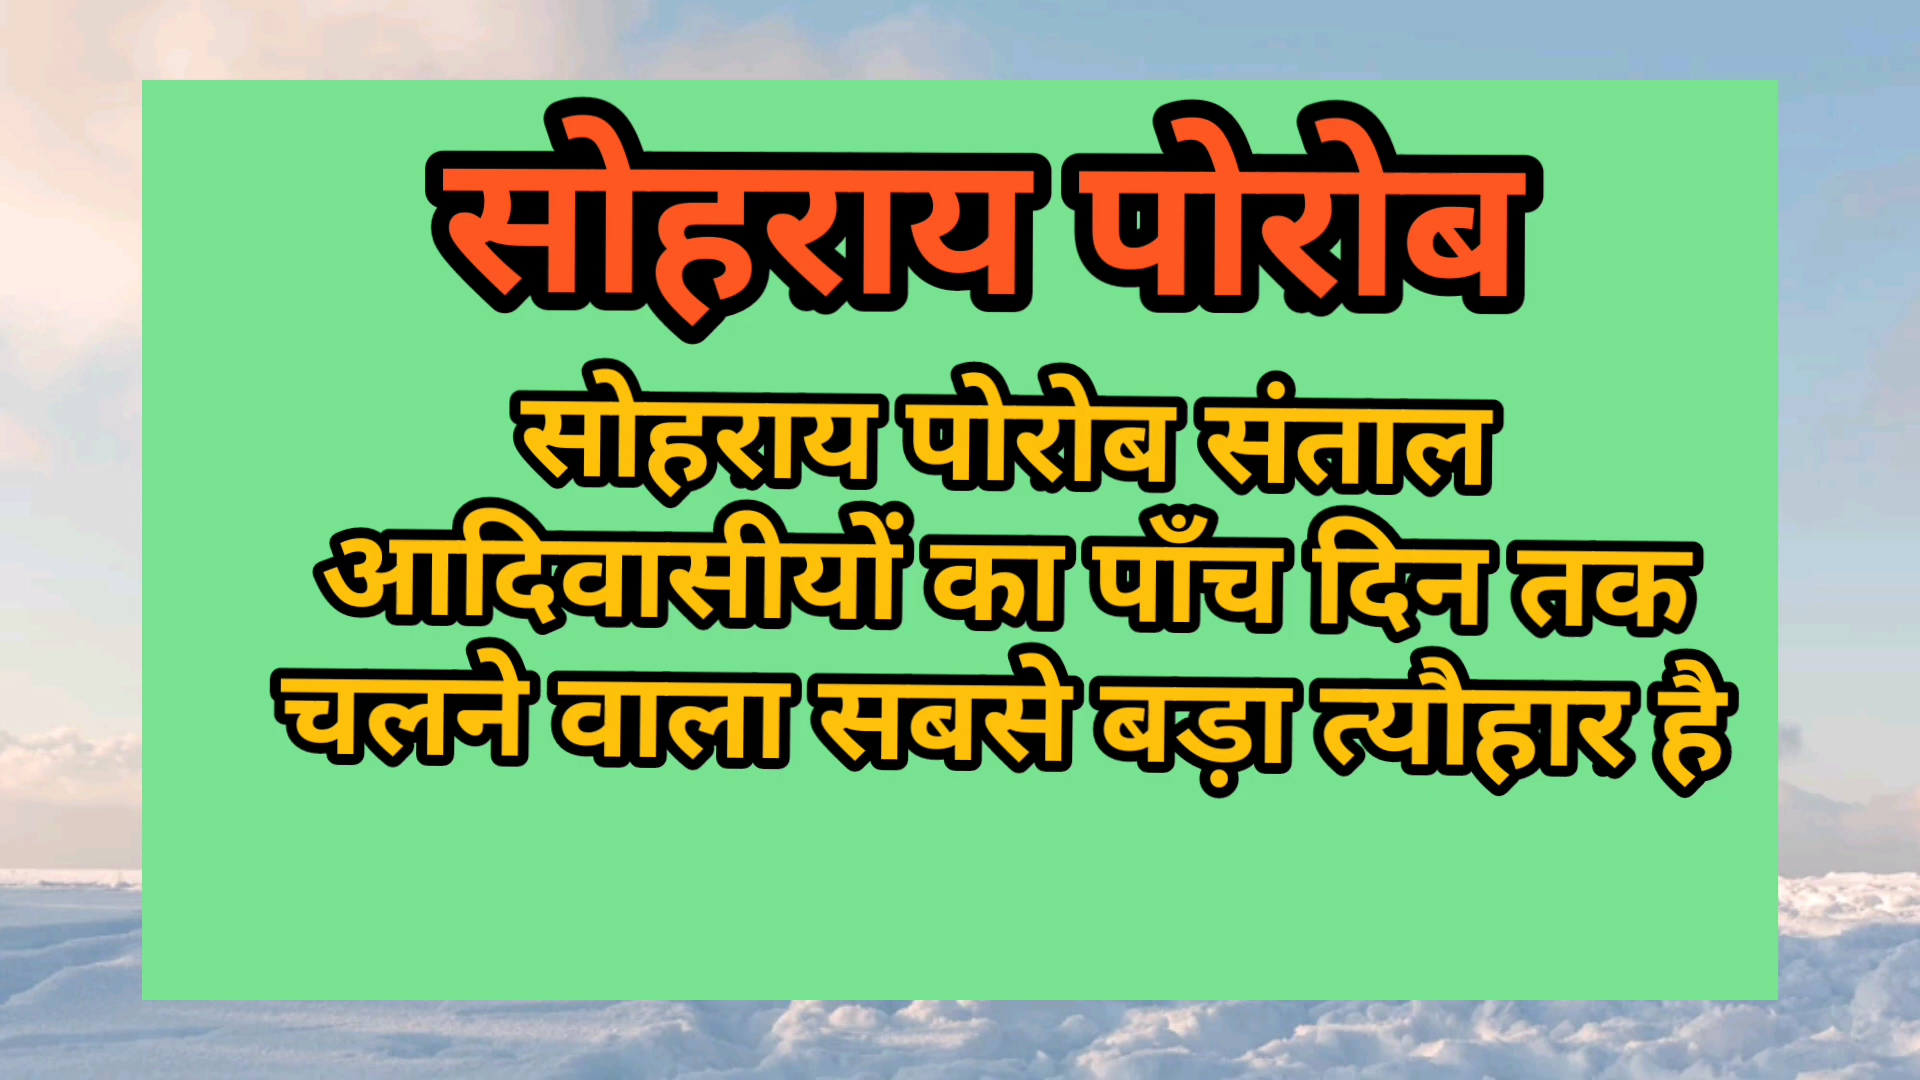 सोहराय पोरोब
सोहराय पोरोब संताल
आदिवासीयों का पाँच दिन तक
चलने वाला सबसे बड़ा त्यौहार है